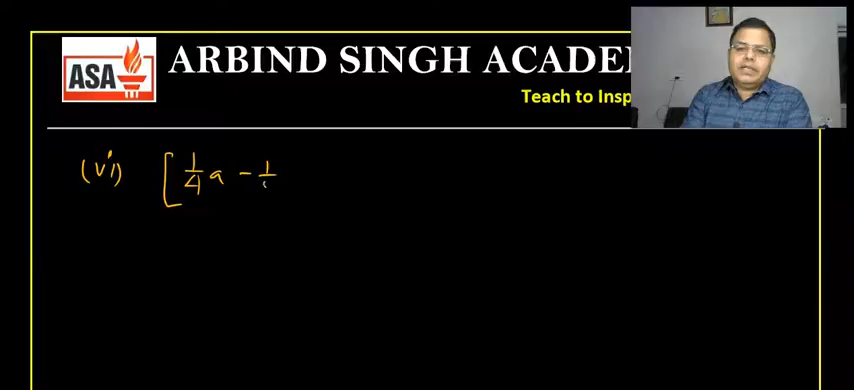 ASA
ARBIND SINGH ACADE
Teach to Insp
(vi) [ 1/4 a - 1/